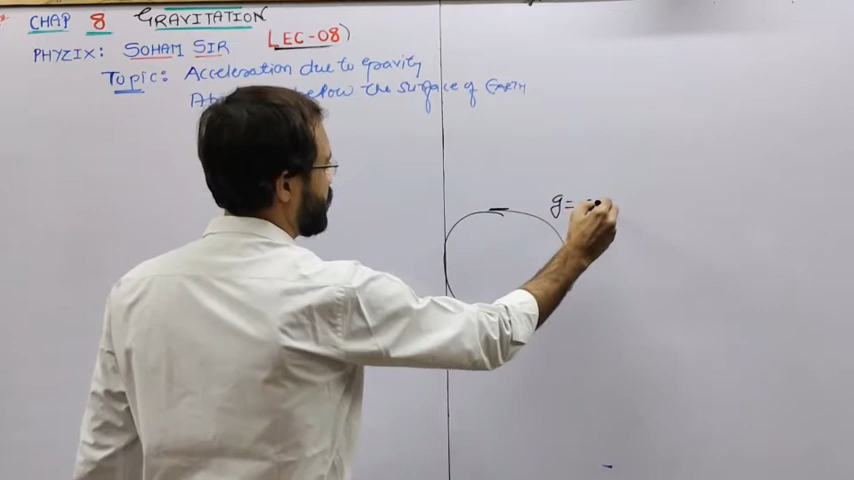 CHAP 8 GRAVITATION
PHYZIX: SOHAM SIR LEC-08
Topic: Acceleration due to gravity
below the surface of EARTH
g=